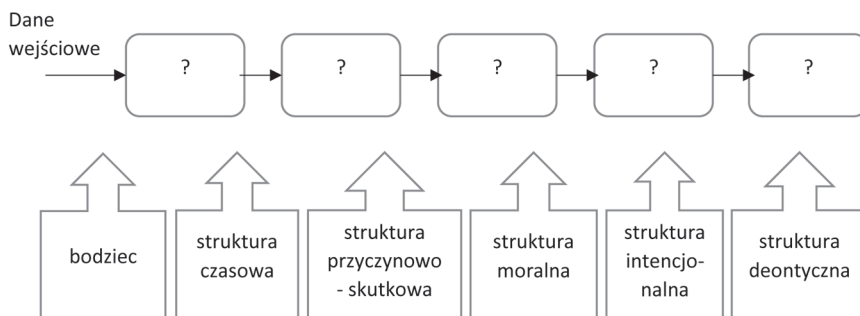 Dane
wejściowe
?
?
?
?
?
bodziec
struktura
czasowa
struktura
przyczynowo
- skutkowa
struktura
moralna
struktura
intencjo-
nalna
struktura
deontyczna